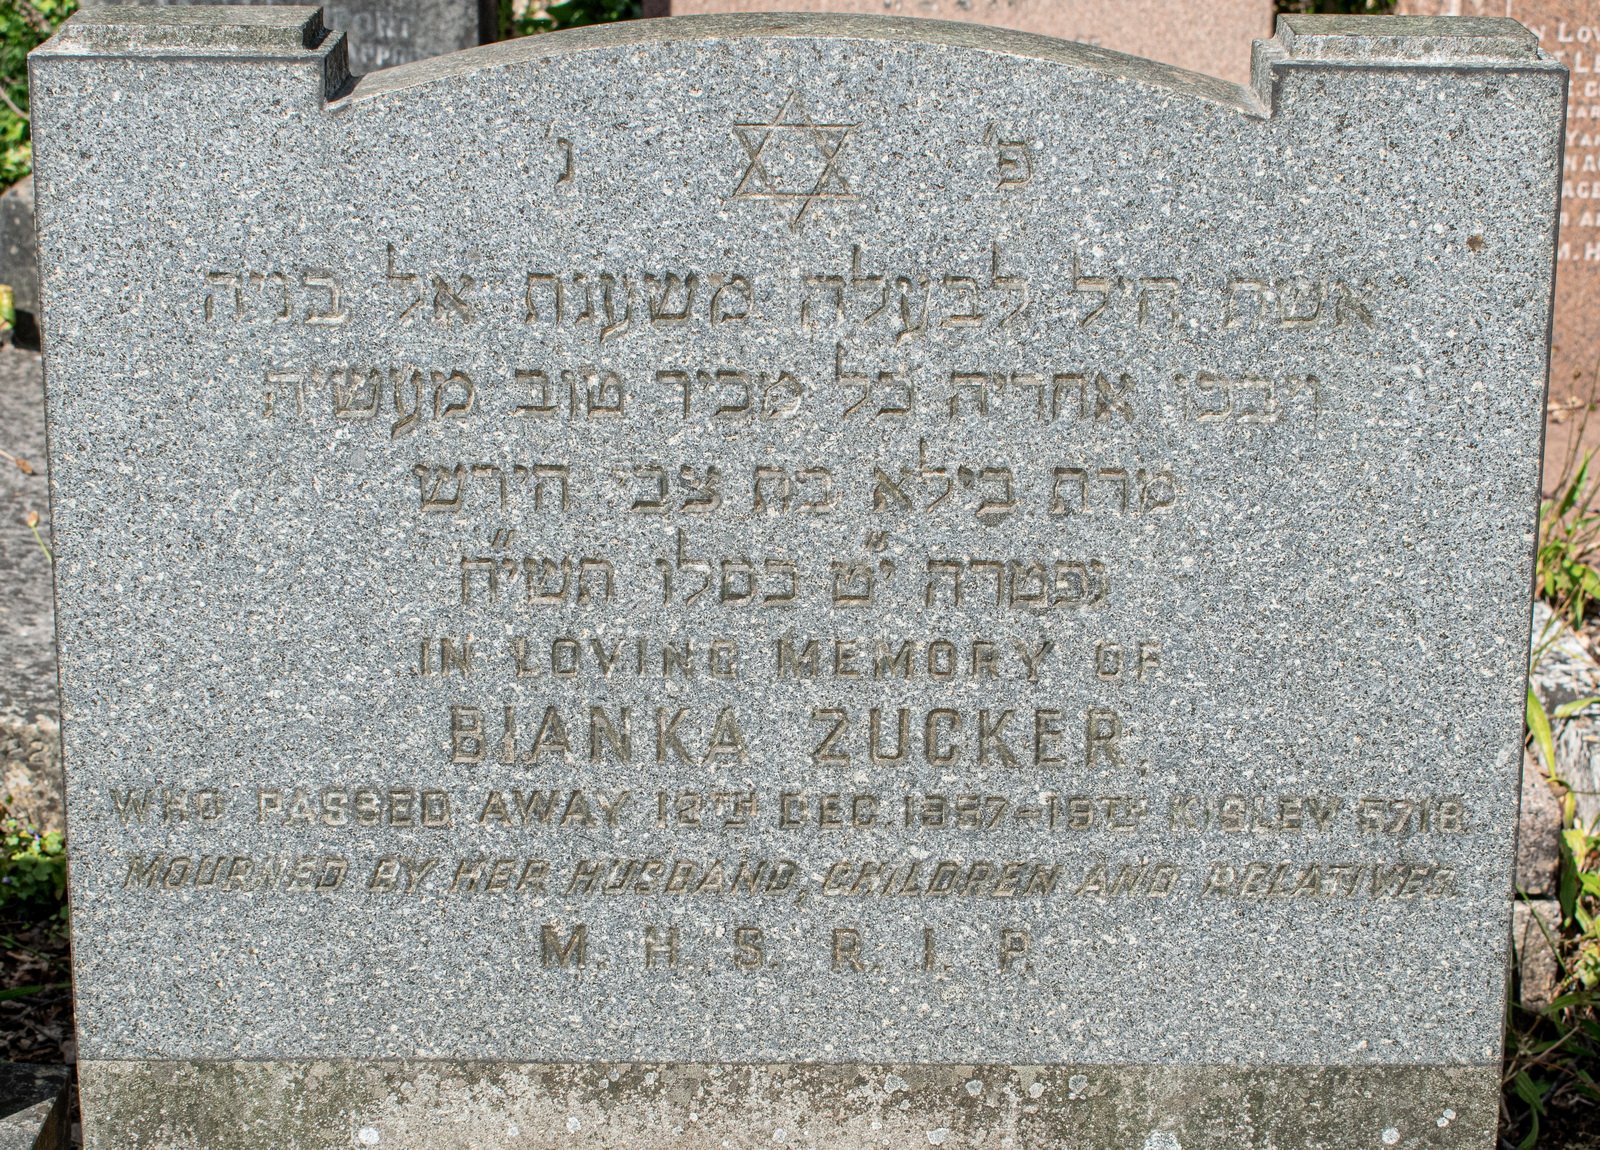 פ' נ'
אשת חיל לבעלה משענת אל בניה
ויבכו אחריה כל מכיר טוב מעשיה
מרת בילא בת צבי הירש
נפטרה י"ט כסלו תשי"ח
IN LOVING MEMORY OF
BIANKA ZUCKER,
WHO PASSED AWAY 12TH DEC. 1957-19TH KISLEV 5718.
MOURNED BY HER HUSBAND, CHILDREN AND RELATIVES.
M. H. S. R. I. P.